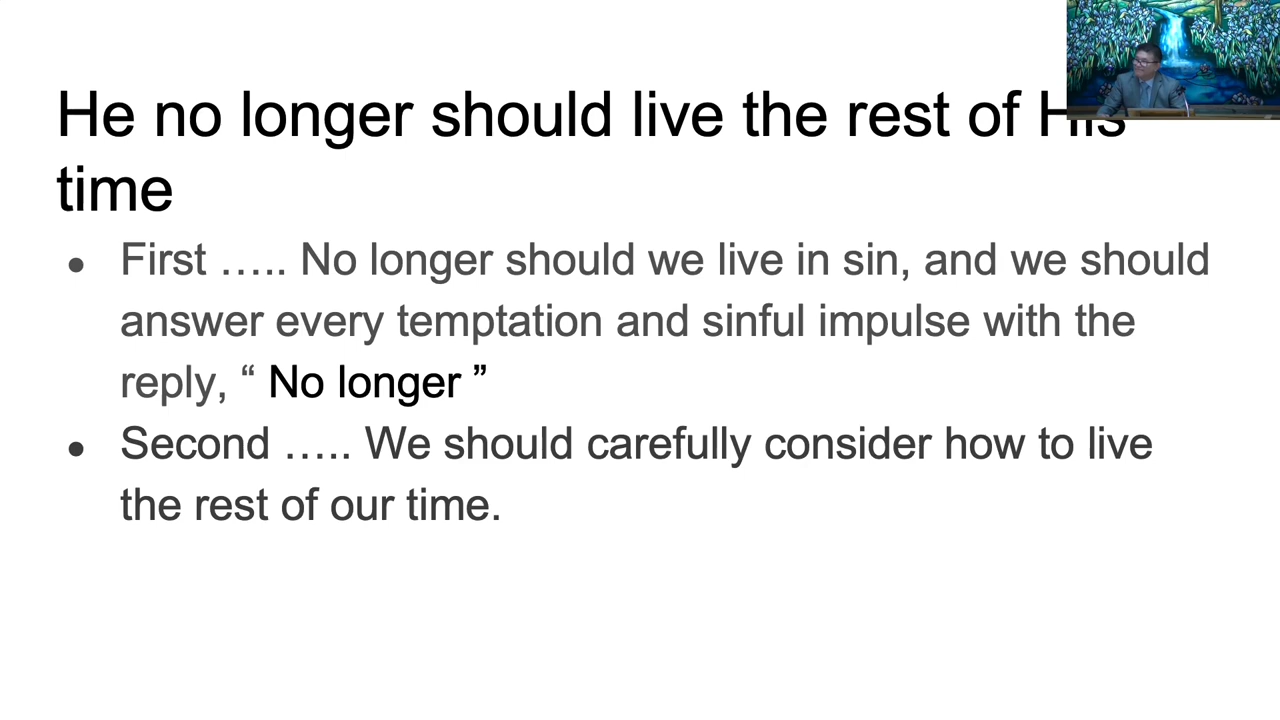 He no longer should live the rest of His
time
● First ….. No longer should we live in sin, and we should
answer every temptation and sinful impulse with the
reply, “ No longer ”
● Second ….. We should carefully consider how to live
the rest of our time.